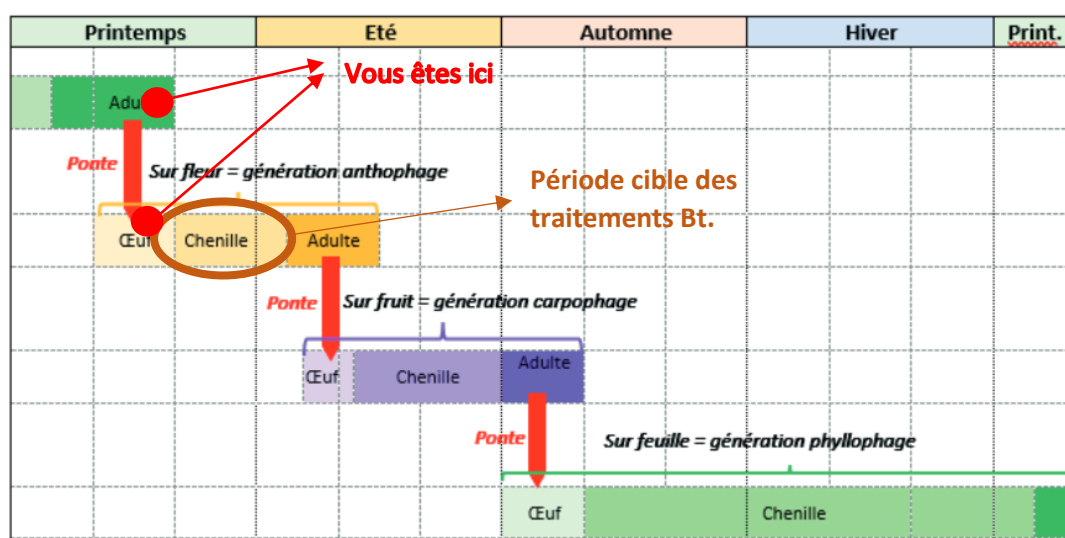 Printemps Eté Automne Hiver Print.
Vous êtes ici
Adu
Ponte
Sur fleur = génération anthophage
Période cible des
traitements Bt.
Œuf Chenille Adulte
Ponte
Sur fruit = génération carpophage
Œuf Chenille Adulte
Ponte
Sur feuille = génération phyllophage
Œuf Chenille